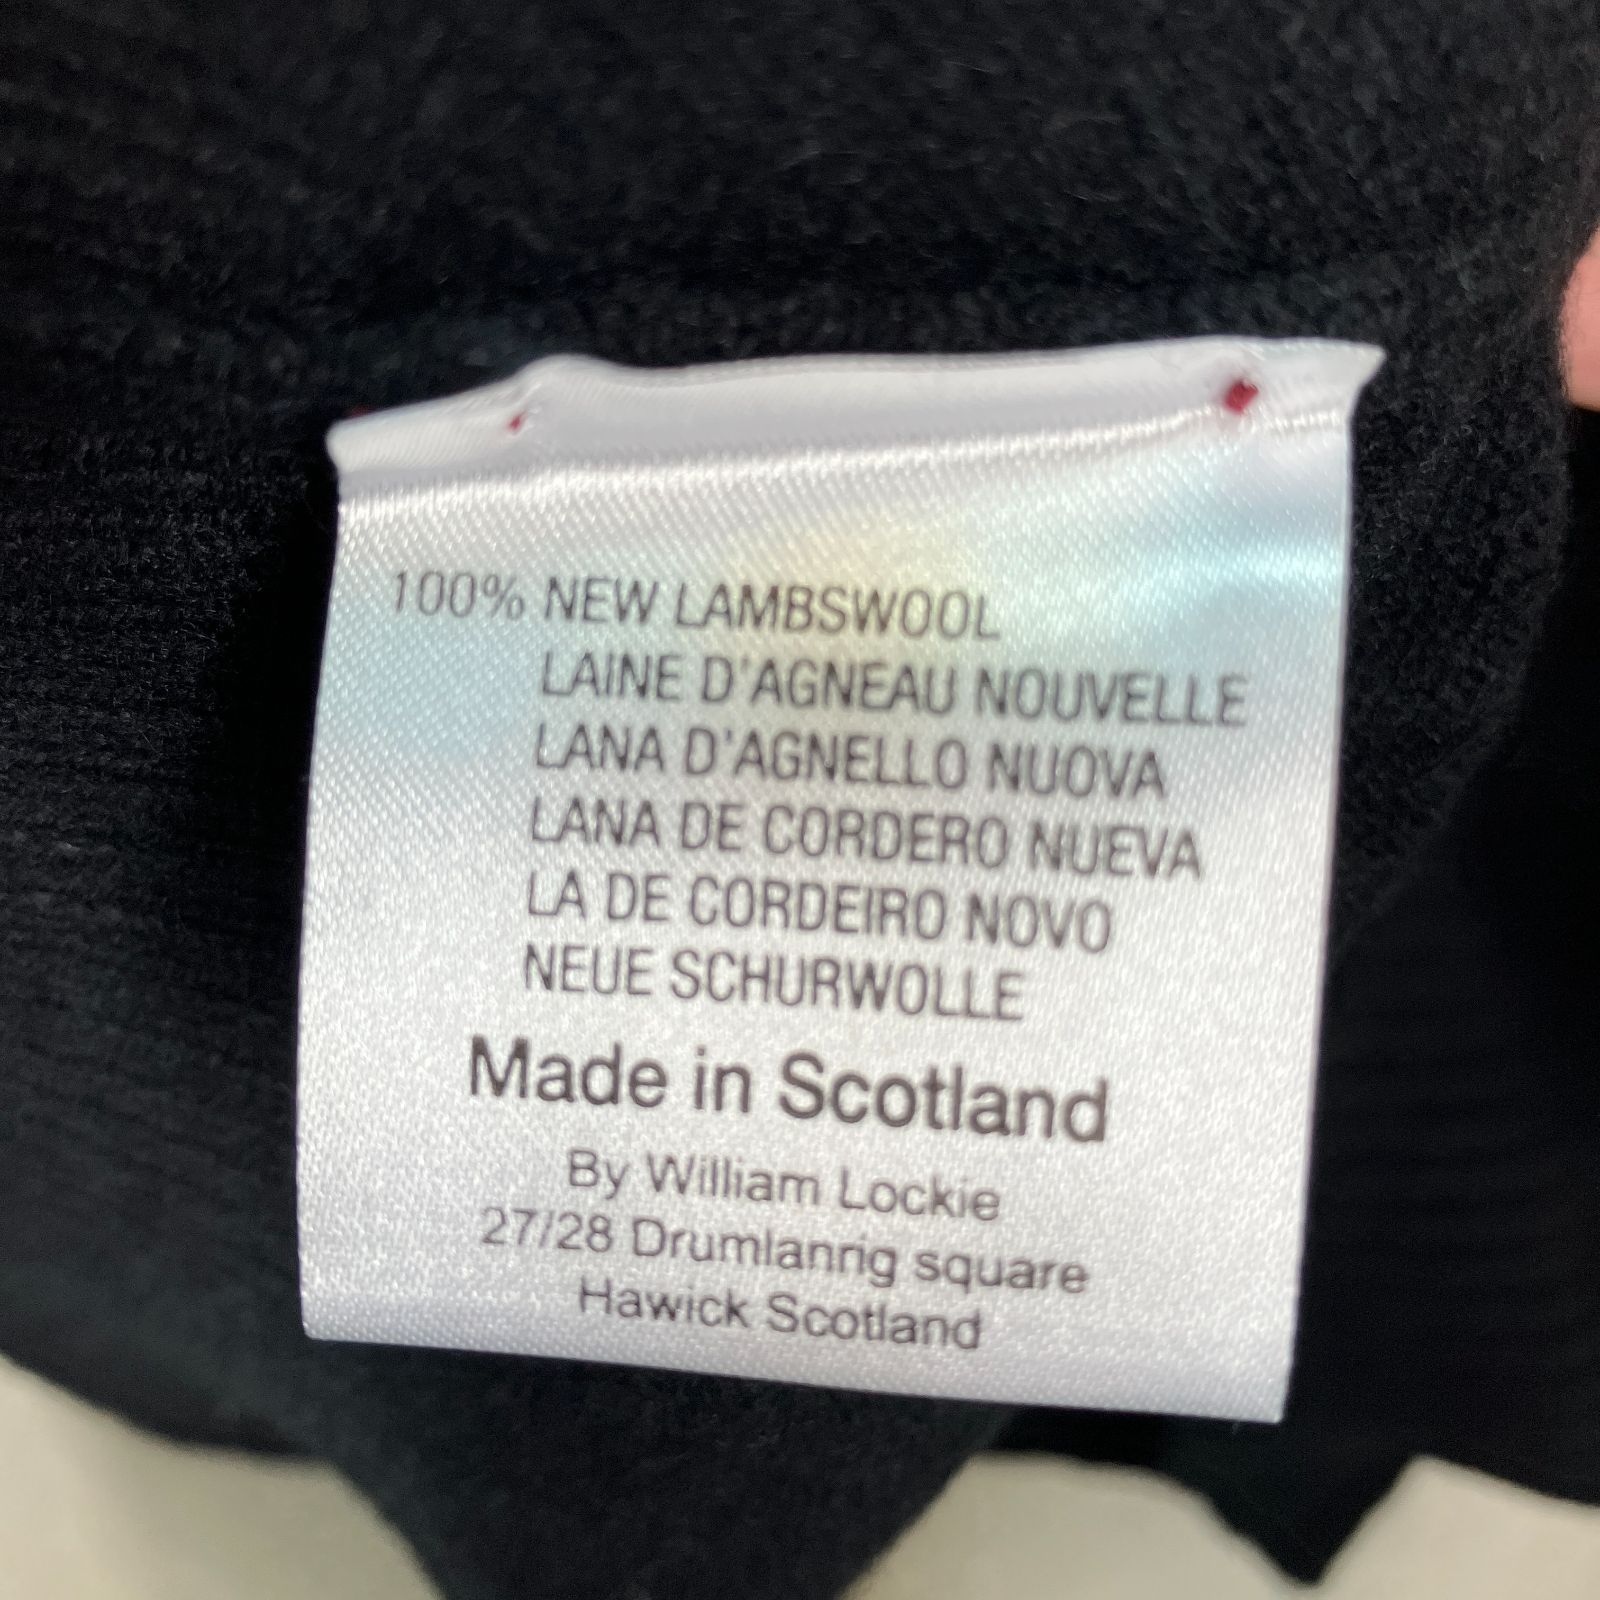 100% NEW LAMBSWOOL
LAINE D'AGNEAU NOUVELLE
LANA D'AGNELLO NUOVA
LANA DE CORDERO NUEVA
LA DE CORDEIRO NOVO
NEUE SCHURWOLLE
Made in Scotland
By William Lockie
27/28 Drumlanrig square
Hawick Scotland